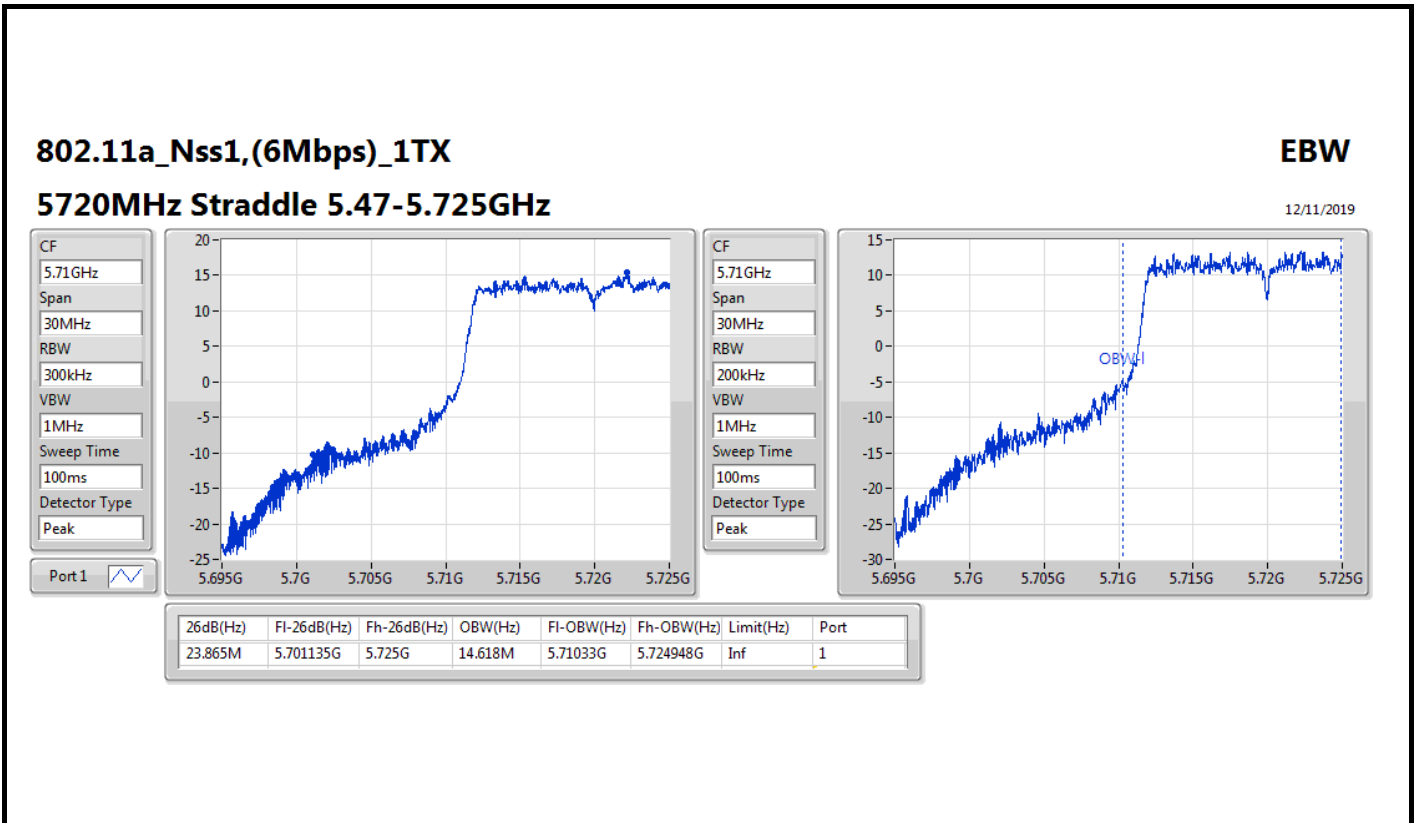 802.11a_Nss1,(6Mbps)_1TX
EBW
5720MHz Straddle 5.47-5.725GHz
12/11/2019
CF
5.71GHz
Span
30MHz
RBW
300kHz
VBW
1MHz
Sweep Time
100ms
Detector Type
Peak
Port 1
20
15
10
5
0
-5
-10
-15
-20
-25
5.695G 5.7G 5.705G 5.71G 5.715G 5.72G 5.725G
CF
5.71GHz
Span
30MHz
RBW
200kHz
VBW
1MHz
Sweep Time
100ms
Detector Type
Peak
15
10
5
0
-5
-10
-15
-20
-25
-30
OBW-l
5.695G 5.7G 5.705G 5.71G 5.715G 5.72G 5.725G
26dB(Hz) Fl-26dB(Hz) Fh-26dB(Hz) OBW(Hz) Fl-OBW(Hz) Fh-OBW(Hz) Limit(Hz) Port
23.865M 5.701135G 5.725G 14.618M 5.71033G 5.724948G Inf 1